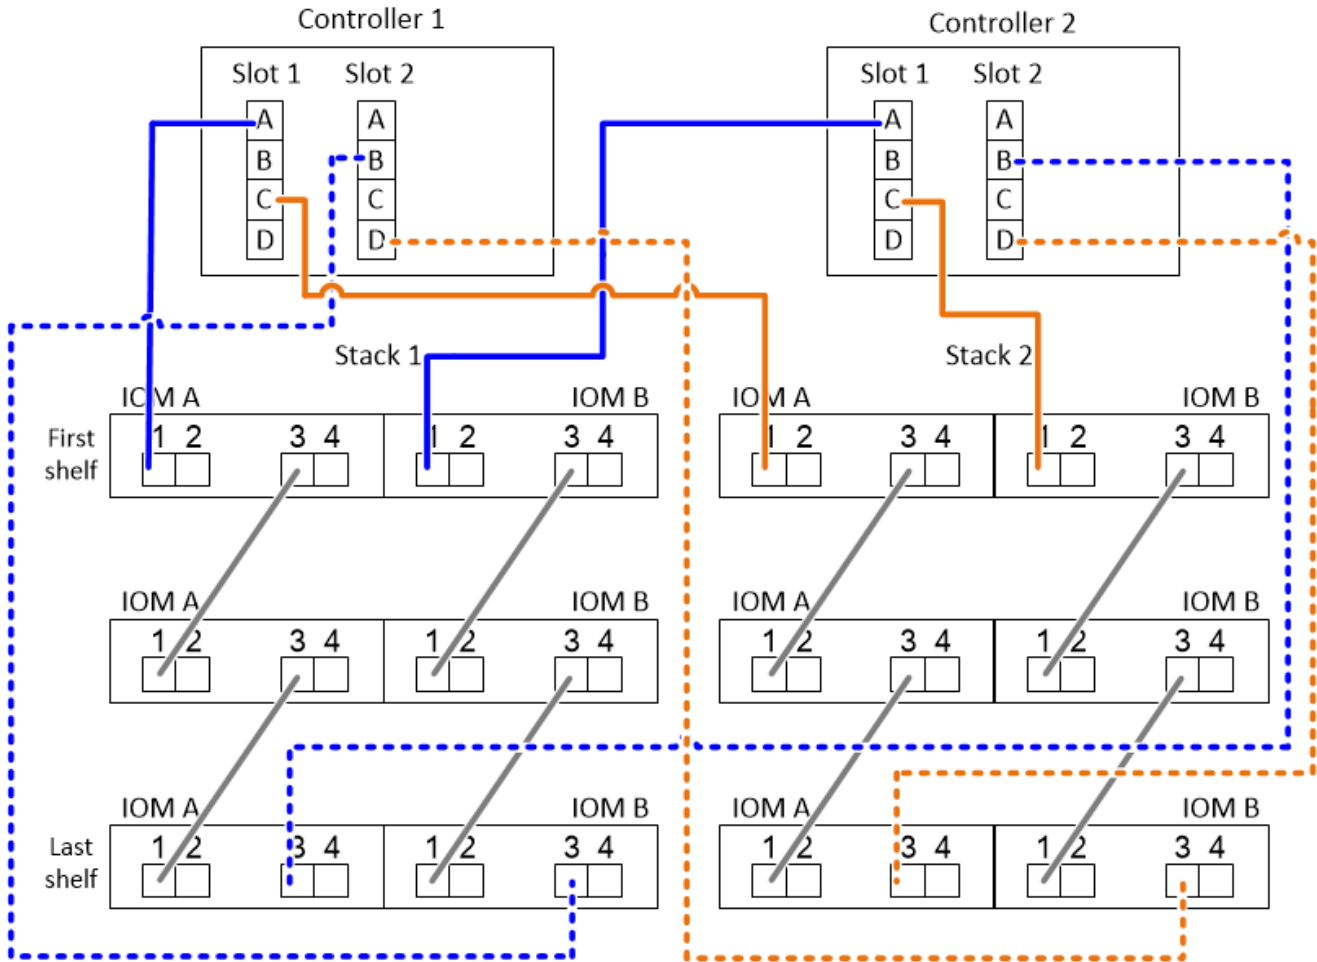 Controller 1
Controller 2
Slot 1 Slot 2
Slot 1 Slot 2
A A
B B
C C
D D
A A
B B
C C
D D
Stack 1
Stack 2
IOM A IOM B
IOM A IOM B
First
shelf
1 2 3 4 1 2 3 4
1 2 3 4 1 2 3 4
IOM A IOM B
IOM A IOM B
1 2 3 4 1 2 3 4
1 2 3 4 1 2 3 4
IOM A IOM B
IOM A IOM B
Last
shelf
1 2 3 4 1 2 3 4
1 2 3 4 1 2 3 4